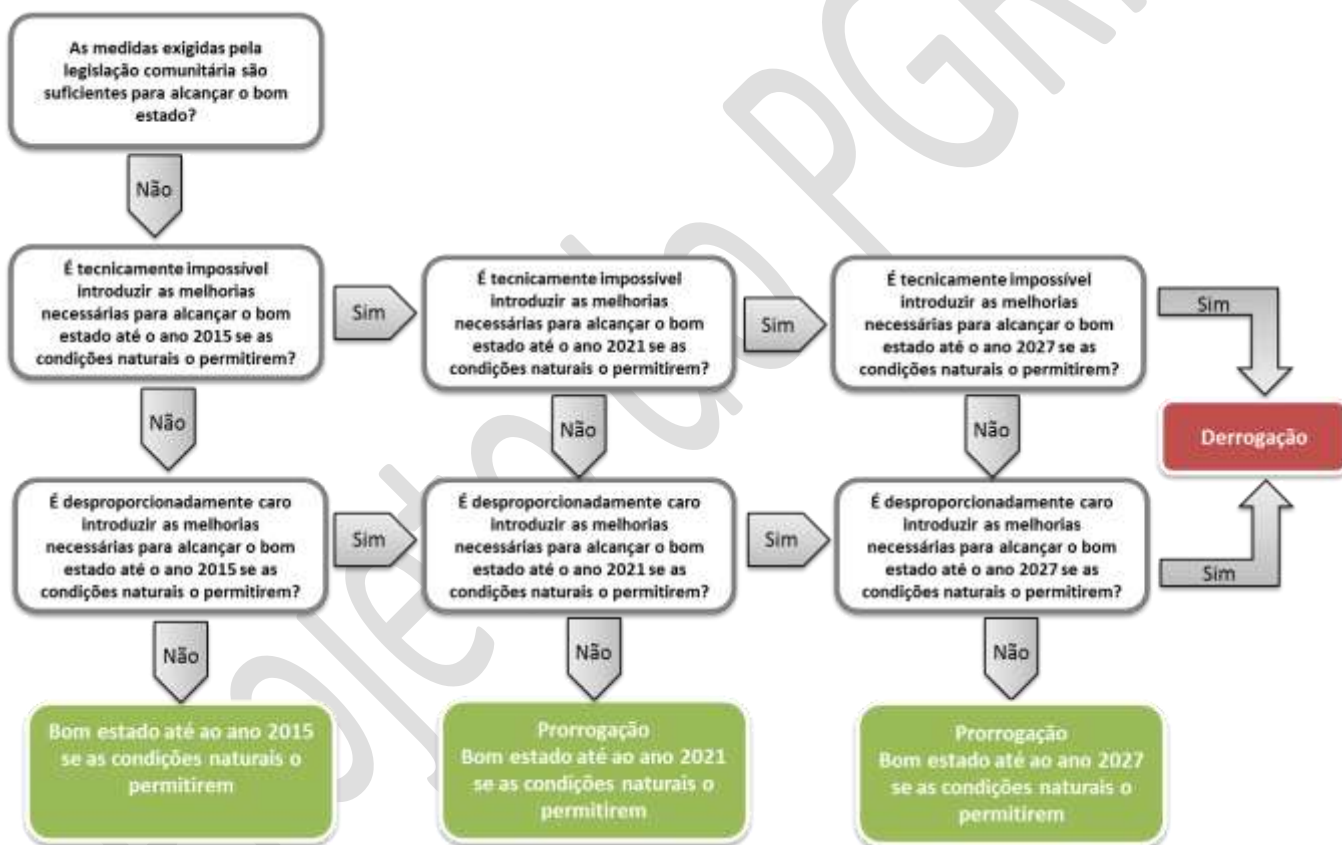 As medidas exigidas pela
legislação comunitária são
suficientes para alcançar o bom
estado?
Não
É tecnicamente impossível
introduzir as melhorias
necessárias para alcançar o bom
estado até o ano 2015 se as
condições naturais o permitirem?
Sim
É tecnicamente impossível
introduzir as melhorias
necessárias para alcançar o bom
estado até o ano 2021 se as
condições naturais o permitirem?
Sim
É tecnicamente impossível
introduzir as melhorias
necessárias para alcançar o bom
estado até o ano 2027 se as
condições naturais o permitirem?
Sim
Não
Não
Não
Derrogação
É desproporcionadamente caro
introduzir as melhorias
necessárias para alcançar o bom
estado até o ano 2015 se as
condições naturais o permitirem?
Sim
É desproporcionadamente caro
introduzir as melhorias
necessárias para alcançar o bom
estado até o ano 2021 se as
condições naturais o permitirem?
Sim
É desproporcionadamente caro
introduzir as melhorias
necessárias para alcançar o bom
estado até o ano 2027 se as
condições naturais o permitirem?
Sim
Não
Não
Não
Bom estado até ao ano 2015
se as condições naturais o
permitirem
Prorrogação
Bom estado até ao ano 2021
se as condições naturais o
permitirem
Prorrogação
Bom estado até ao ano 2027
se as condições naturais o
permitirem